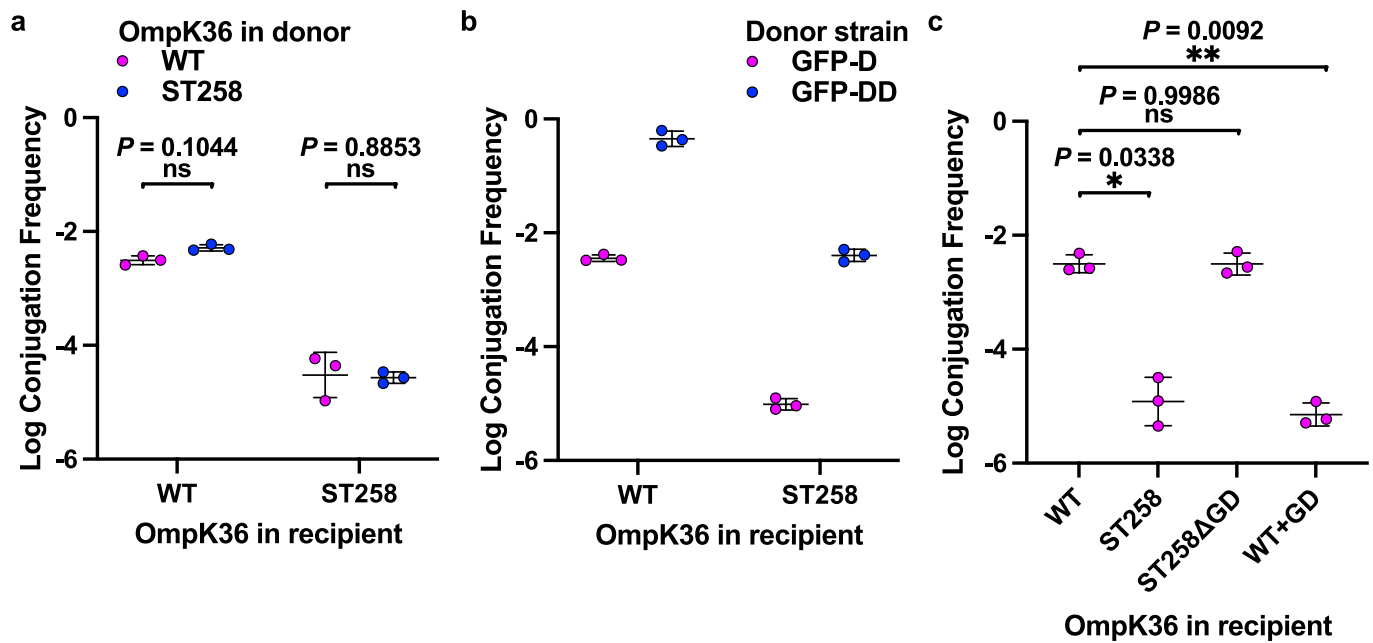 a
OmpK36 in donor
WT
ST258
Log Conjugation Frequency
0
-2
-4
-6
P = 0.1044
ns
P = 0.8853
ns
WT
ST258
OmpK36 in recipient
b
Donor strain
GFP-D
GFP-DD
Log Conjugation Frequency
0
-2
-4
-6
WT
ST258
OmpK36 in recipient
c
P = 0.0092
**
P = 0.9986
ns
P = 0.0338
*
Log Conjugation Frequency
0
-2
-4
-6
WT
ST258
ST258ΔGD
WT+GD
OmpK36 in recipient